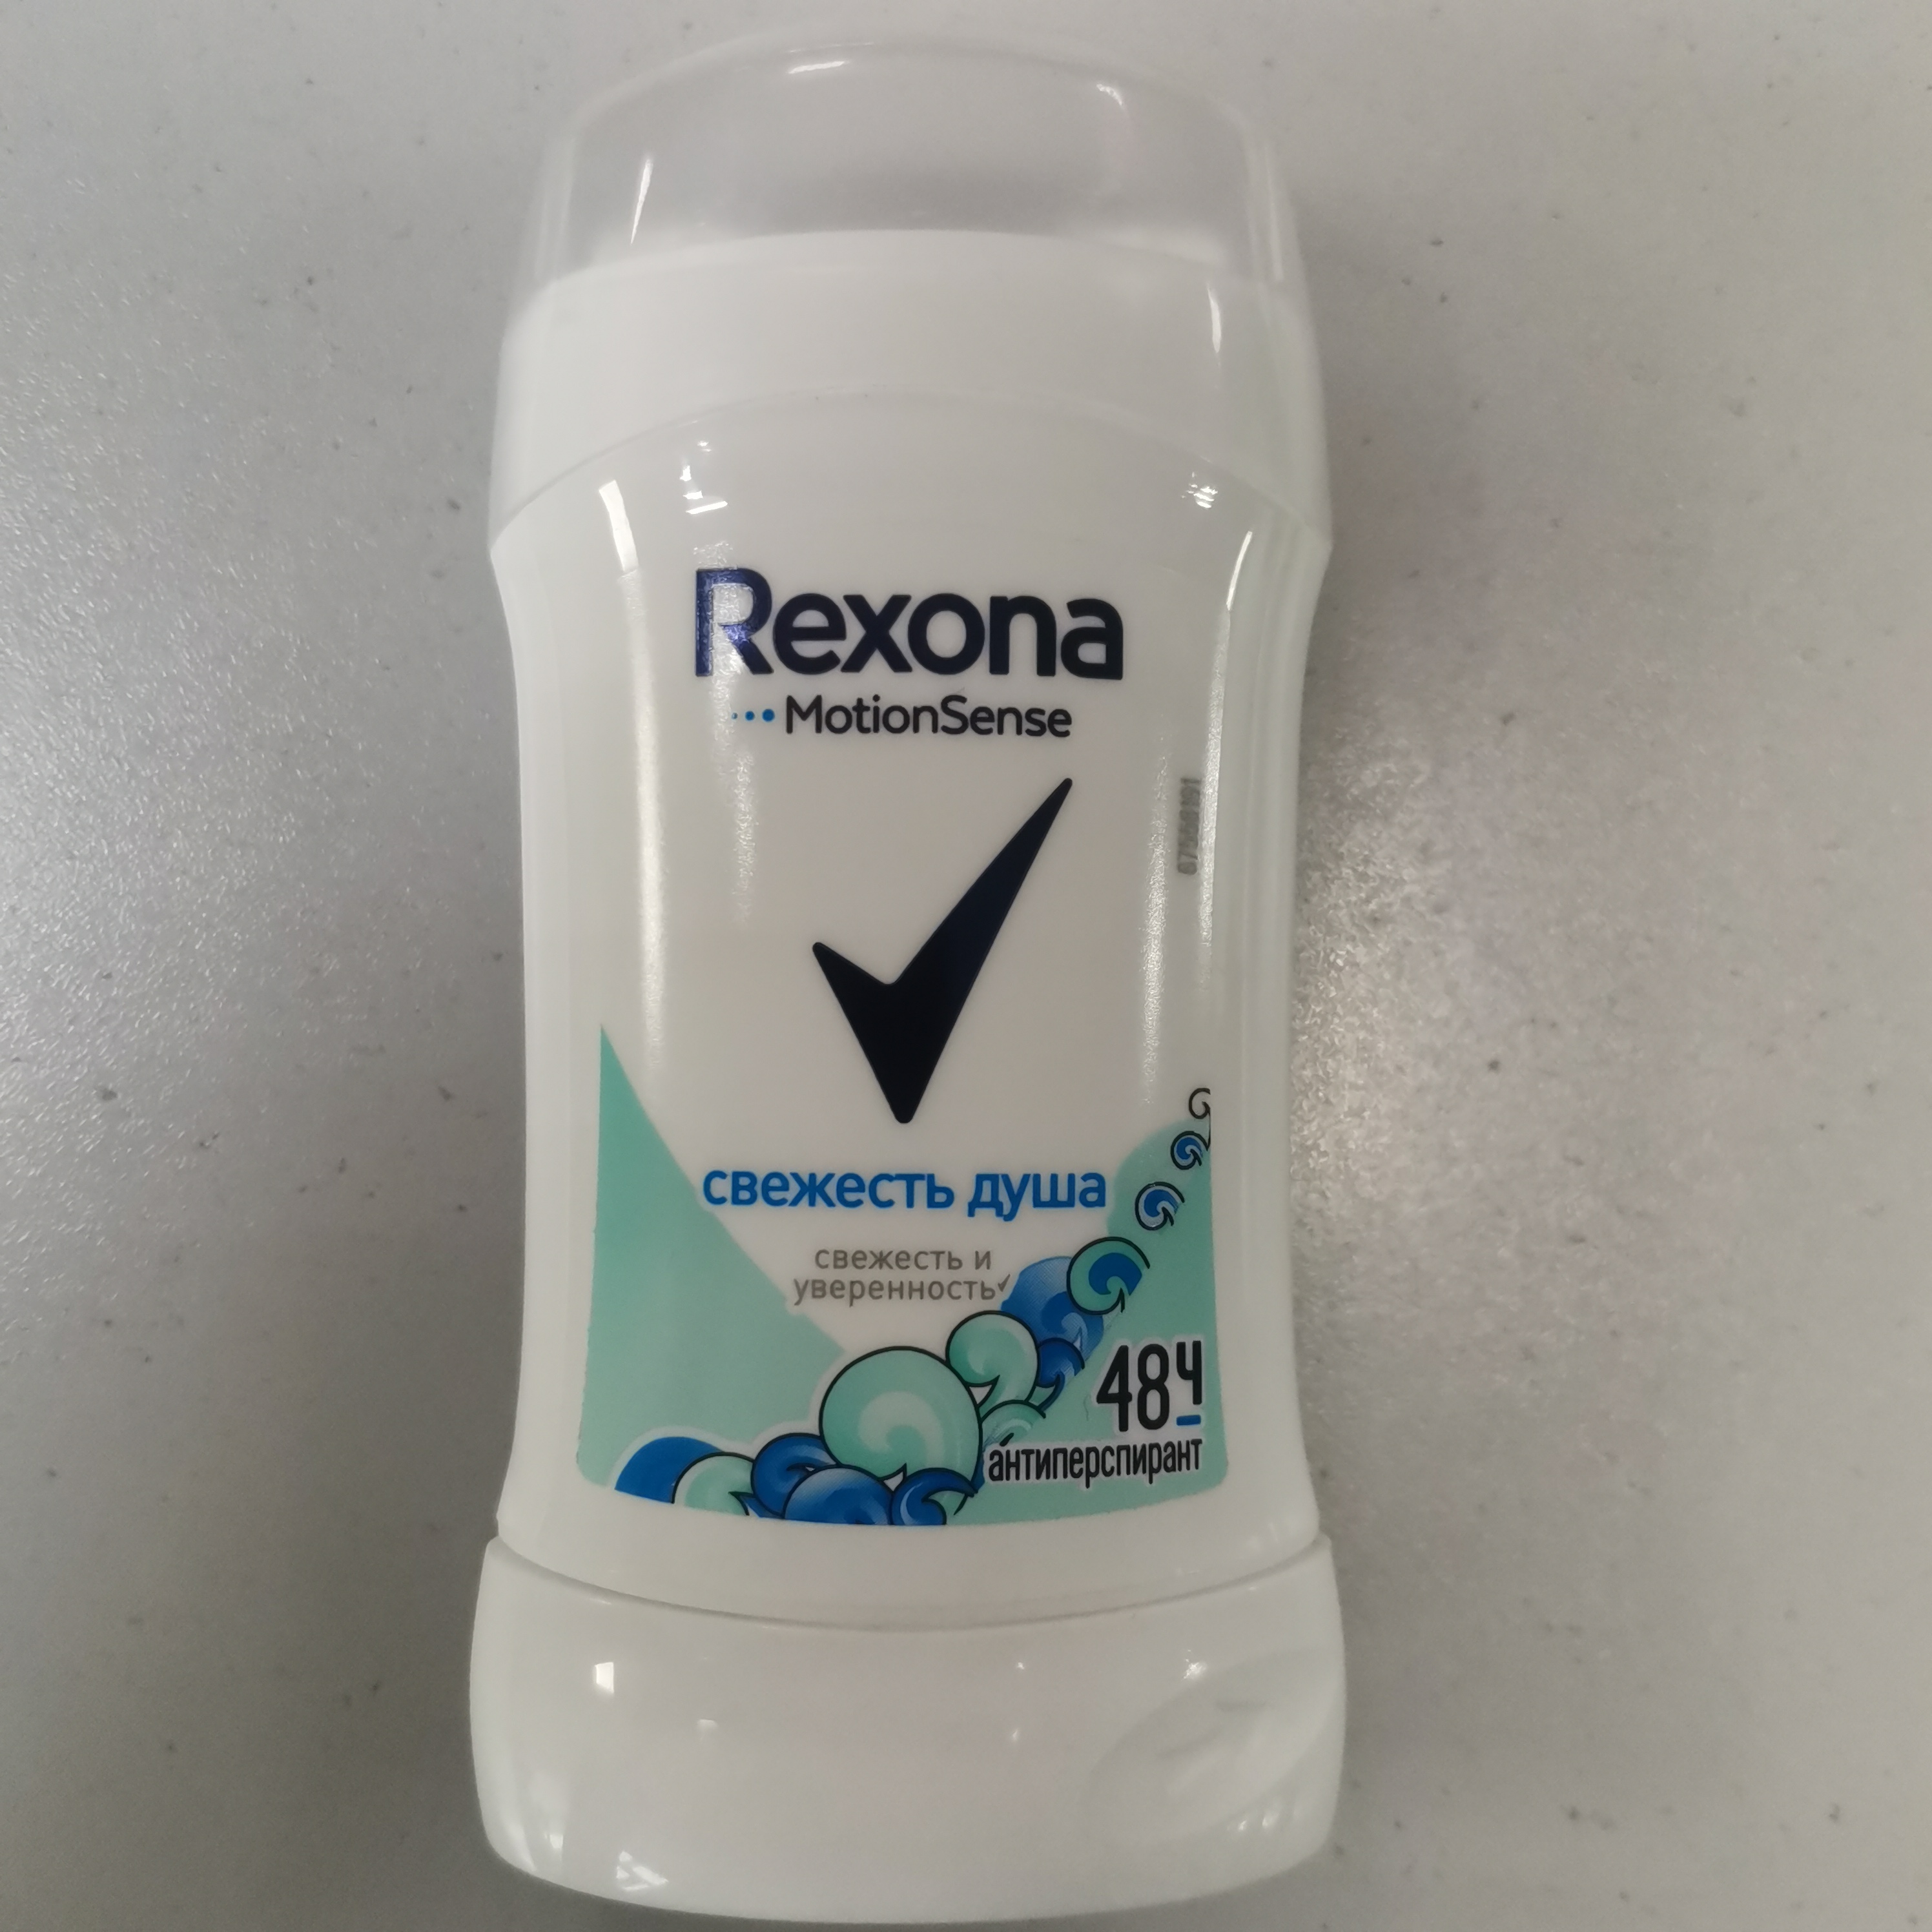 Rexona
MotionSense
свежесть душа
свежесть и
уверенность
48ч
антиперспирант